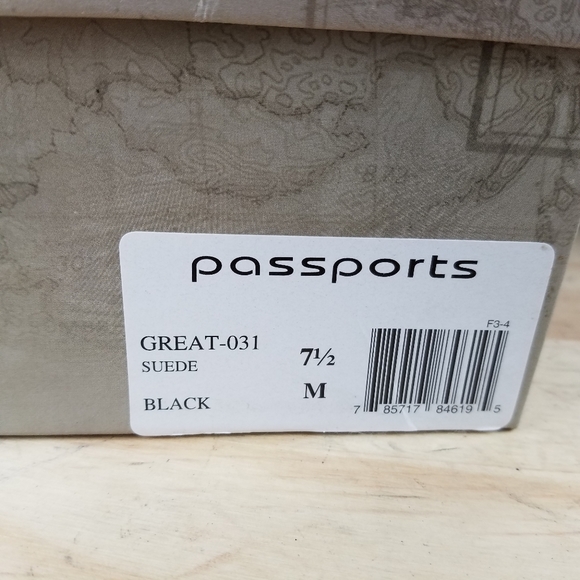 passports
F3-4
GREAT-031
7½
SUEDE
M
BLACK
7 85717 84619 5